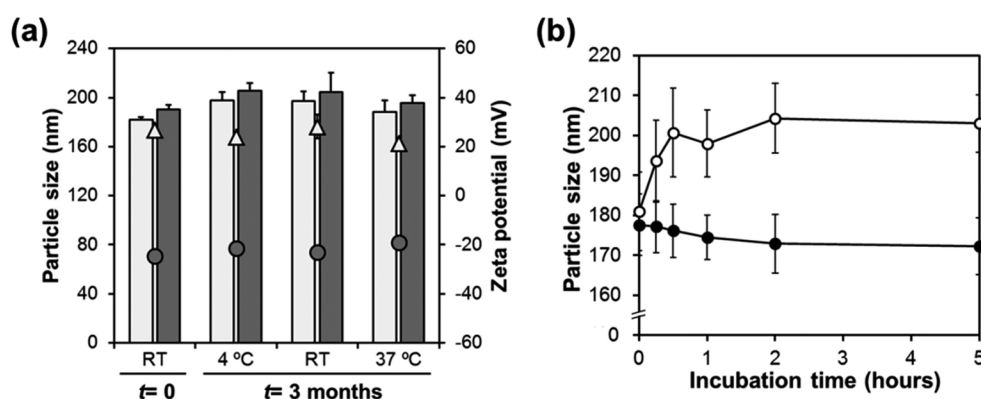 (a)
240
200
160
120
80
40
0
Particle size (nm)
60
40
20
0
-20
-40
-60
Zeta potential (mV)
RT 4 ºC RT 37 ºC
t= 0 t= 3 months
(b)
220
210
200
190
180
170
160
0
Particle size (nm)
0 1 2 3 4 5
Incubation time (hours)